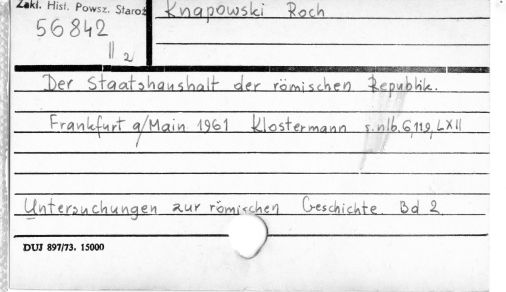 Zakł. Hist. Powsz. Staroż
56842
II 2
Knapowski Roch
Der Staatshaushalt der römischen Republik.
Frankfurt a/Main 1961 Klostermann s.nlb. 6, 119, LXII
Untersuchungen zur römischen Geschichte. Bd 2.
DUJ 897/73. 15000